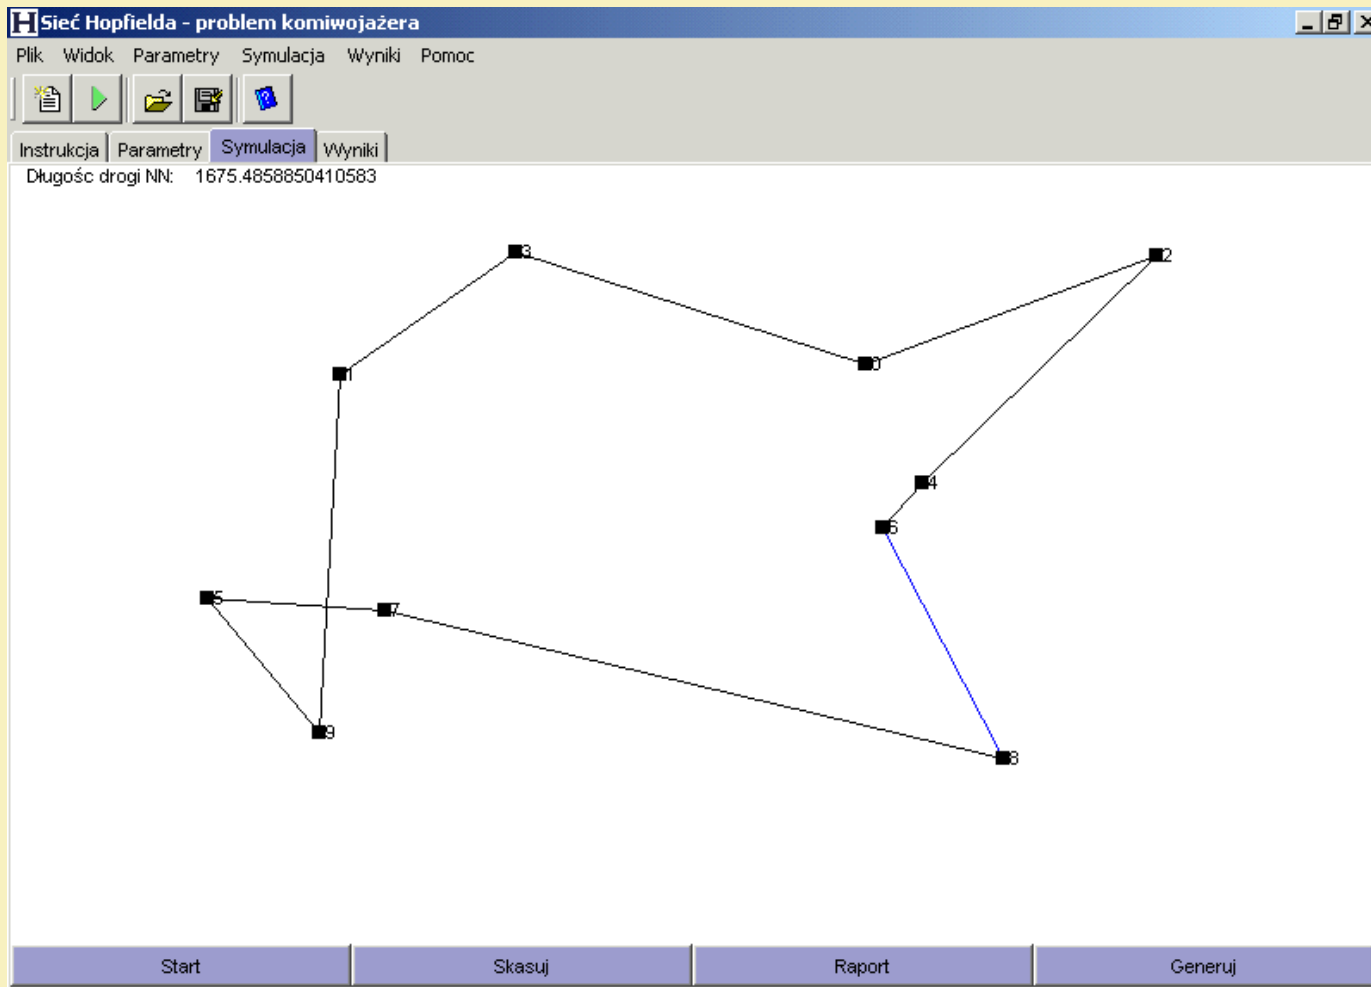 Sieć Hopfielda - problem komiwojażera
Plik Widok Parametry Symulacja Wyniki Pomoc
Instrukcja Parametry Symulacja Wyniki
Długośc drogi NN: 1675.4858850410583
3
2
0
1
4
6
5
7
9
8
Start Skasuj Raport Generuj